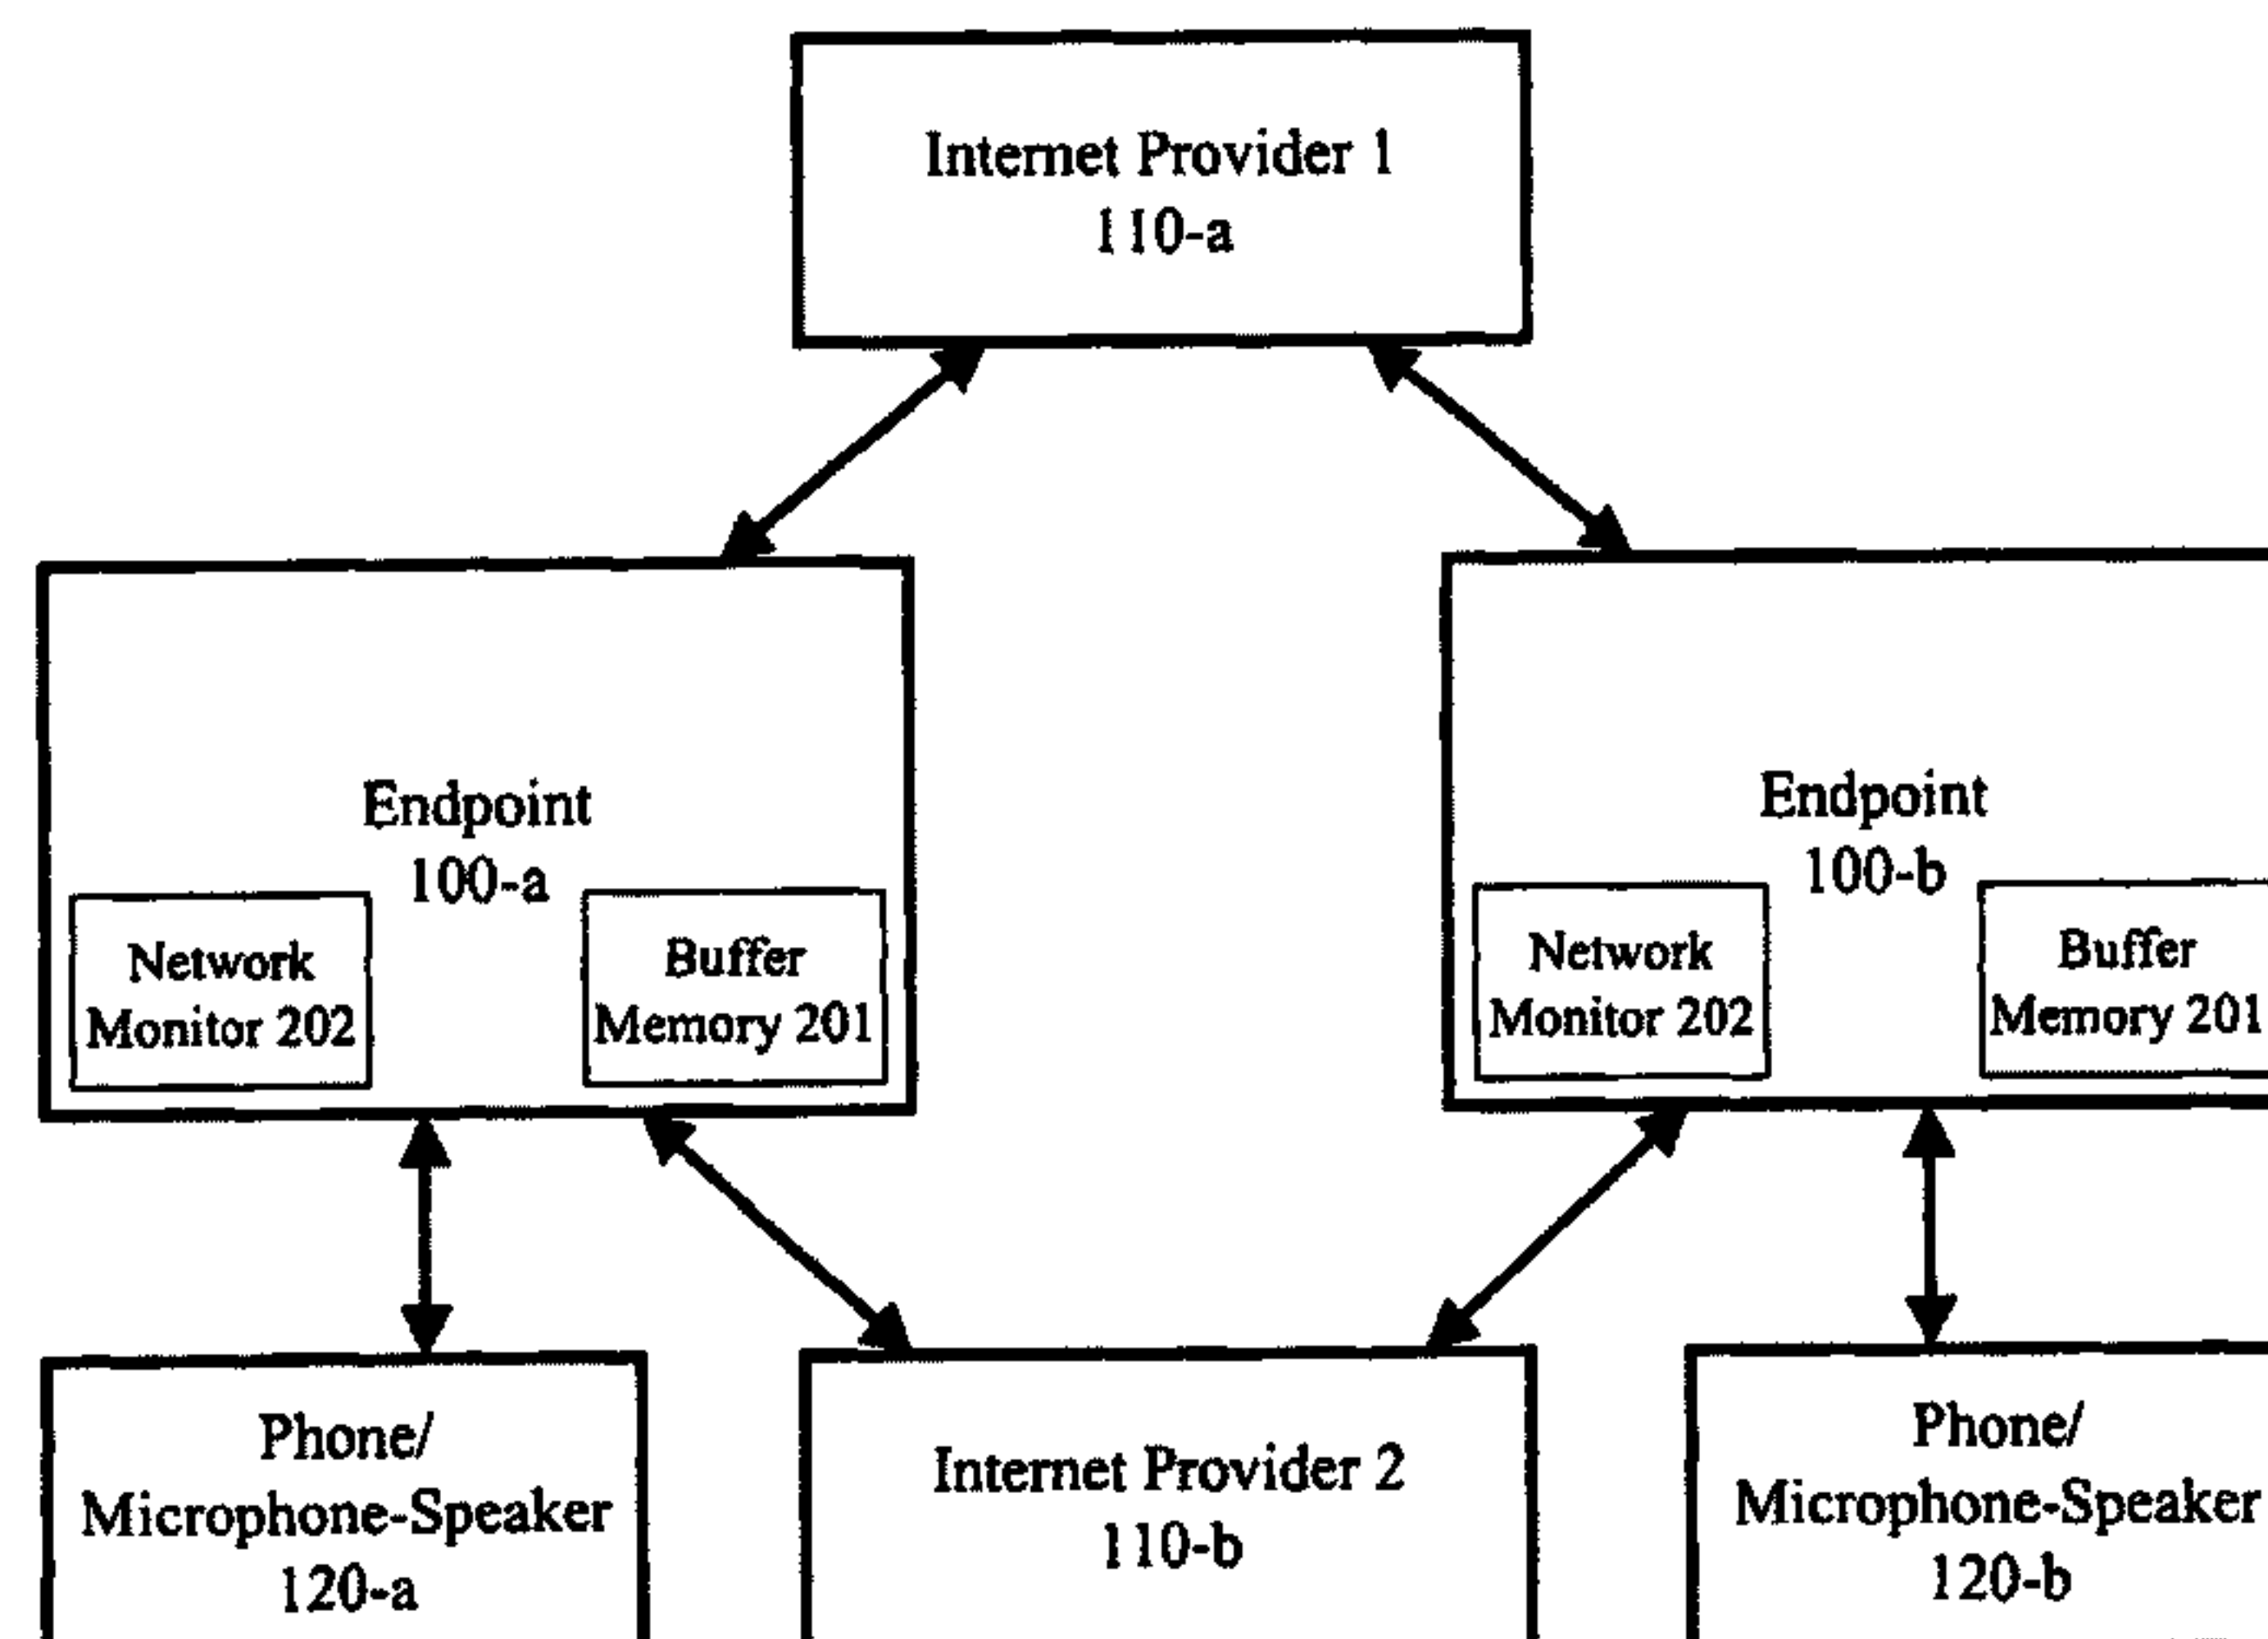 Internet Provider 1
110-a
Endpoint
100-a
Network
Monitor 202
Buffer
Memory 201
Endpoint
100-b
Network
Monitor 202
Buffer
Memory 201
Phone/
Microphone-Speaker
120-a
Internet Provider 2
110-b
Phone/
Microphone-Speaker
120-b